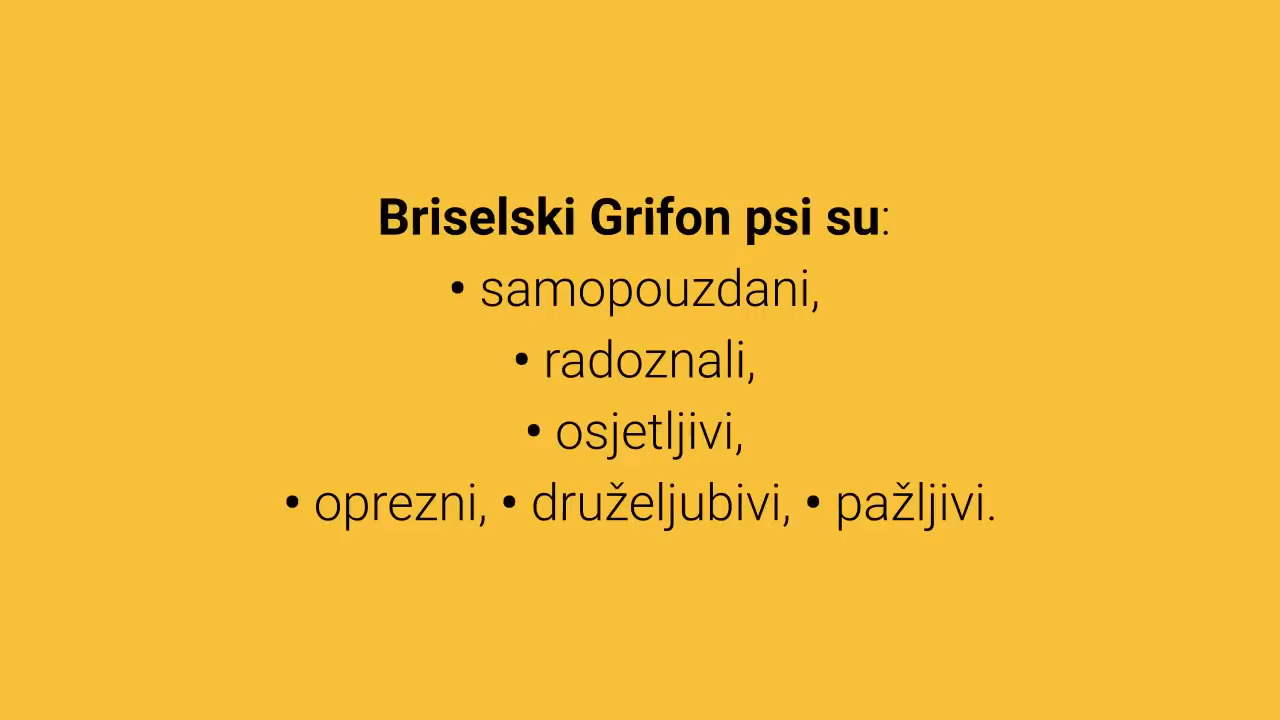 Briselski Grifon psi su:
• samopouzdani,
• radoznali,
• osjetljivi,
• oprezni, • druželjubivi, • pažljivi.